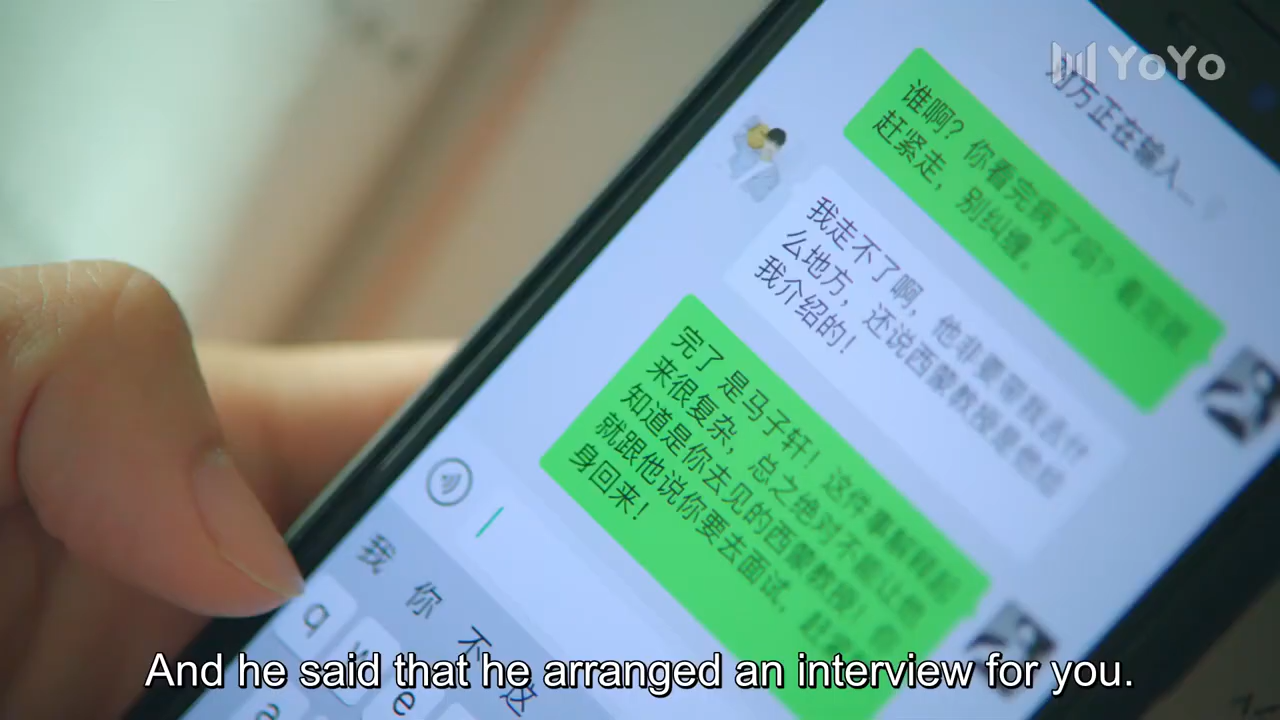 YoYo
对方正在输入...
谁啊？你看完病了吗？
赶紧走，别纠缠。
我走不了啊，他非要带我去什
么地方，还说西蒙教授是他给
我介绍的！
完了 是马子轩！这件事解释起
来很复杂，总之绝对不能让他
知道是你去见的西蒙教授！你
就跟他说你要去面试，赶紧
身回来！
我 你 不 这
q w e
a
And he said that he arranged an interview for you.